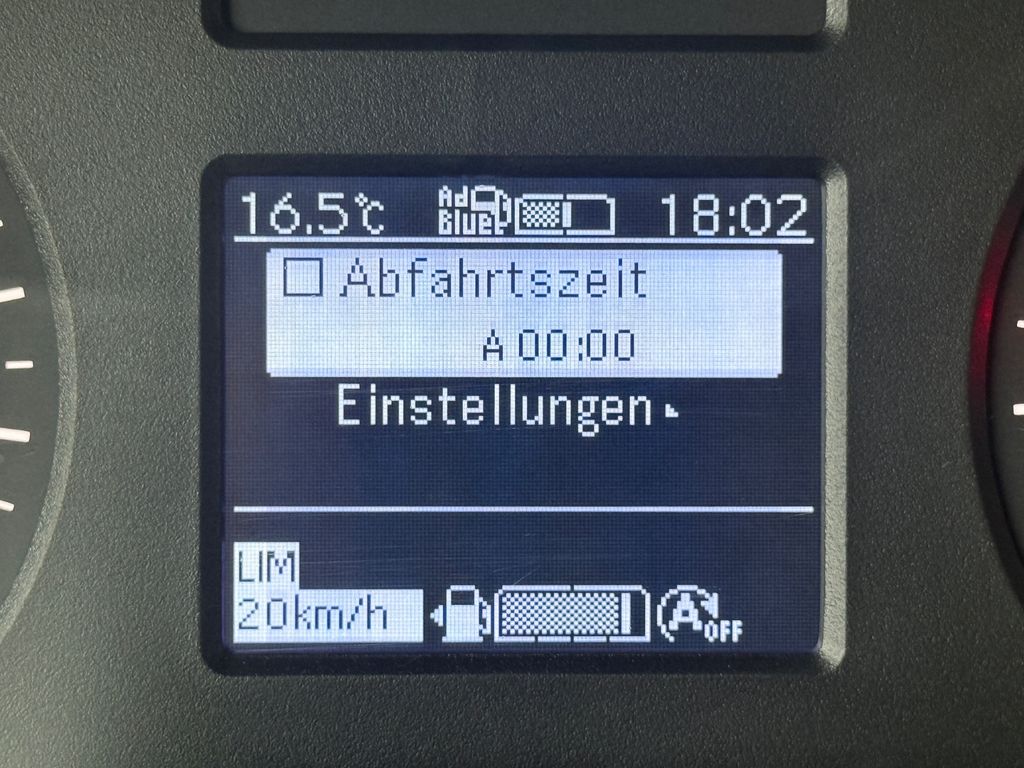 16.5°C AdBlue 18:02
Abfahrtszeit
A 00:00
Einstellungen
LIM
20km/h
A OFF